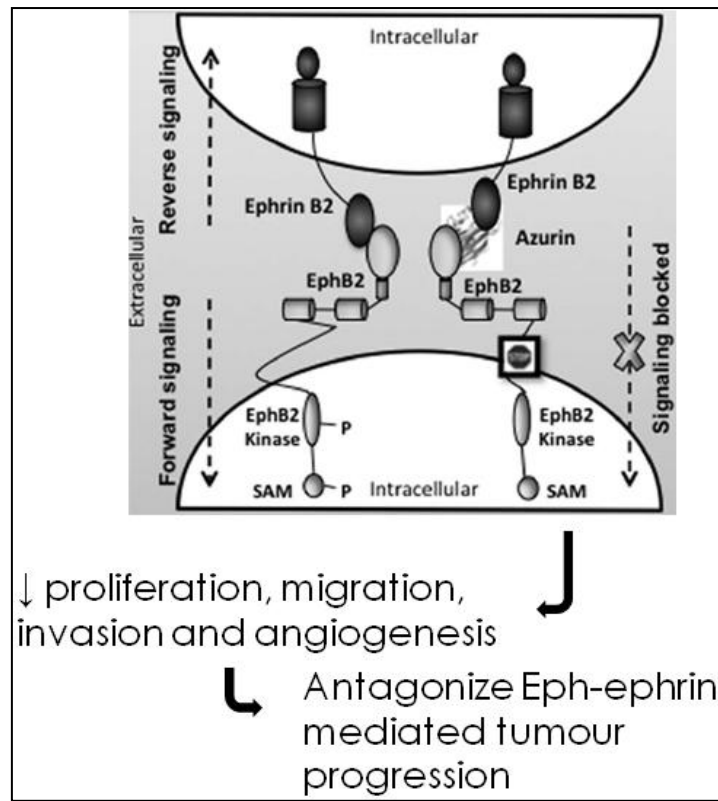 Intracellular
Reverse signaling
Ephrin B2
Ephrin B2
Azurin
Extracellular
EphB2
EphB2
Forward signaling
Signaling blocked
EphB2
Kinase
P
EphB2
Kinase
SAM
P
Intracellular
SAM
↓ proliferation, migration,
invasion and angiogenesis
Antagonize Eph-ephrin
mediated tumour
progression